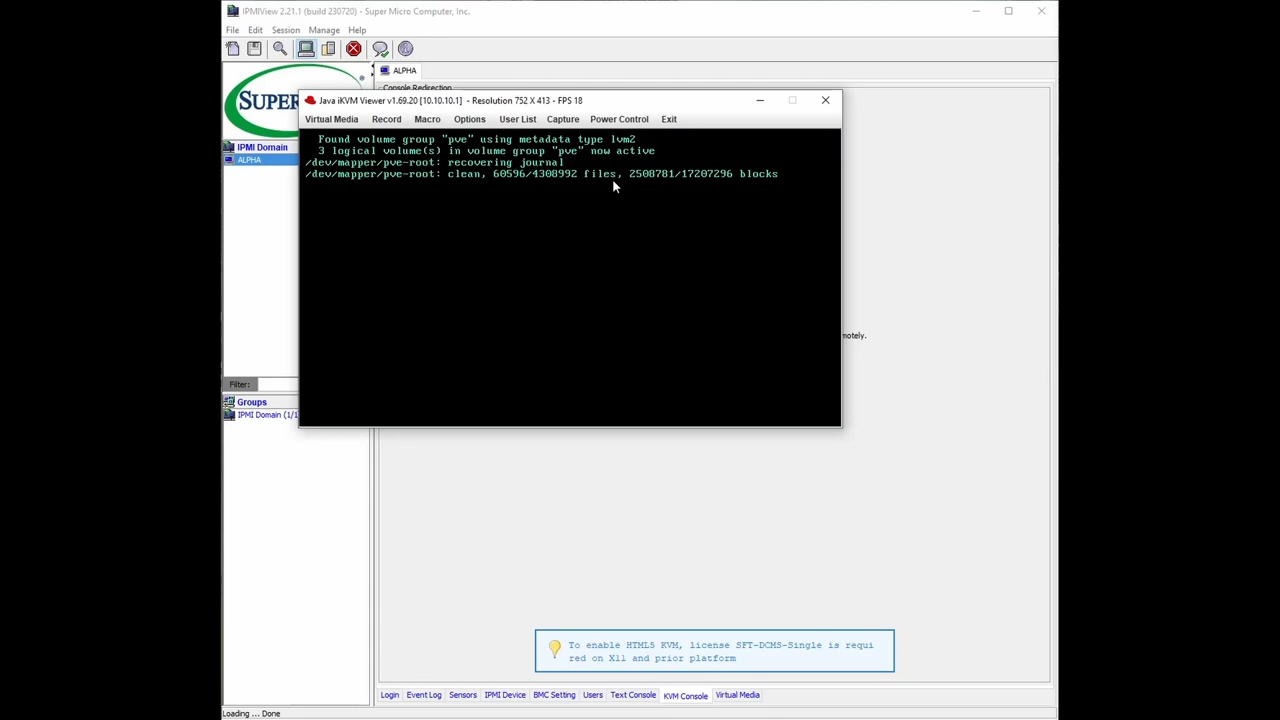 IPMIView 2.21.1 (build 230720) - Super Micro Computer, Inc.
File Edit Session Manage Help
SUPER
ALPHA
Console Redirection
Java iKVM Viewer v1.69.20 [10.10.10.1] - Resolution 752 X 413 - FPS 18
Virtual Media Record Macro Options User List Capture Power Control Exit
Found volume group "pve" using metadata type lvm2
3 logical volume(s) in volume group "pve" now active
/dev/mapper/pve-root: recovering journal
/dev/mapper/pve-root: clean, 60596/4308992 files, 2508781/17207296 blocks
IPMI Domain
ALPHA
motely.
Filter:
Groups
IPMI Domain (1/1
To enable HTML5 KVM, license SFT-DCMS-Single is requi
red on X11 and prior platform
Login Event Log Sensors IPMI Device BMC Setting Users Text Console KVM Console Virtual Media
Loading ... Done